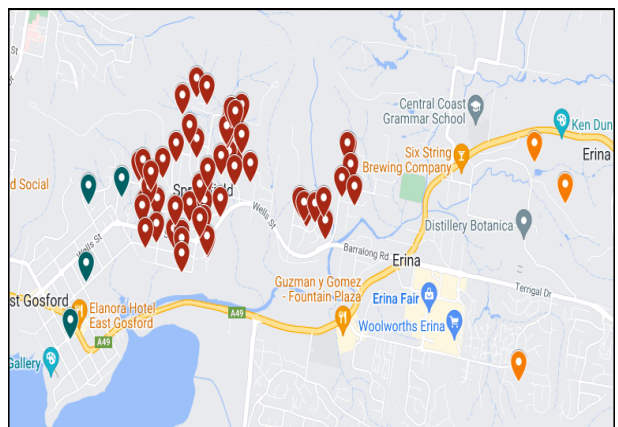 St
Dr
Central Coast
Grammar School
Ken Dun
Six String
Brewing Company
Erina
d Social
Wells St
Distillery Botanica
Wells St
Barralong Rd
Erina
Terrigal Dr
Guzman y Gomez
- Fountain Plaza
Erina Fair
st Gosford
Elanora Hotel
East Gosford
A49
Woolworths Erina
A49
Gallery